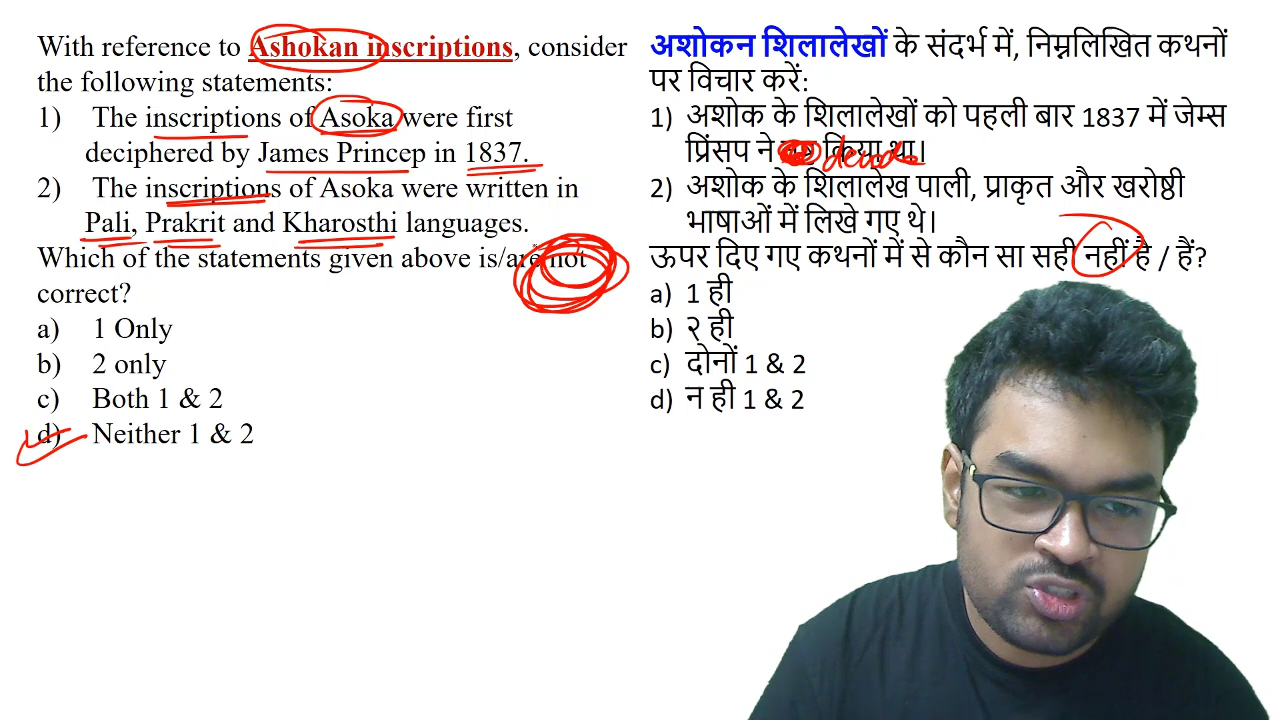 With reference to Ashokan inscriptions, consider
the following statements:
1) The inscriptions of Asoka were first
deciphered by James Princep in 1837.
2) The inscriptions of Asoka were written in
Pali, Prakrit and Kharosthi languages.
Which of the statements given above is/are not
correct?
a) 1 Only
b) 2 only
c) Both 1 & 2
d) Neither 1 & 2
अशोकन शिलालेखों के संदर्भ में, निम्नलिखित कथनों
पर विचार करें:
1) अशोक के शिलालेखों को पहली बार 1837 में जेम्स
प्रिंसप ने किया था।
2) अशोक के शिलालेख पाली, प्राकृत और खरोष्ठी
भाषाओं में लिखे गए थे।
ऊपर दिए गए कथनों में से कौन सा सही नहीं है / हैं?
a) 1 ही
b) २ ही
c) दोनों 1 & 2
d) न ही 1 & 2